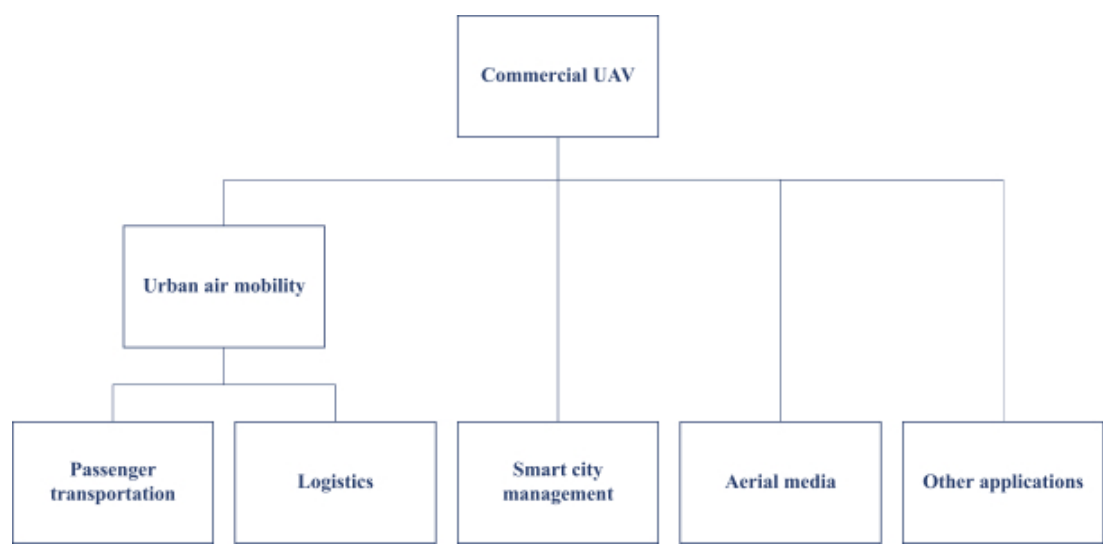 Commercial UAV
Urban air mobility
Passenger
transportation
Logistics
Smart city
management
Aerial media
Other applications